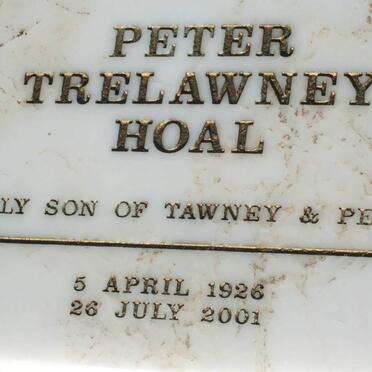 PETER
TRELAWNEY
HOAL
LY SON OF TAWNEY & PE
5 APRIL 1926
26 JULY 2001